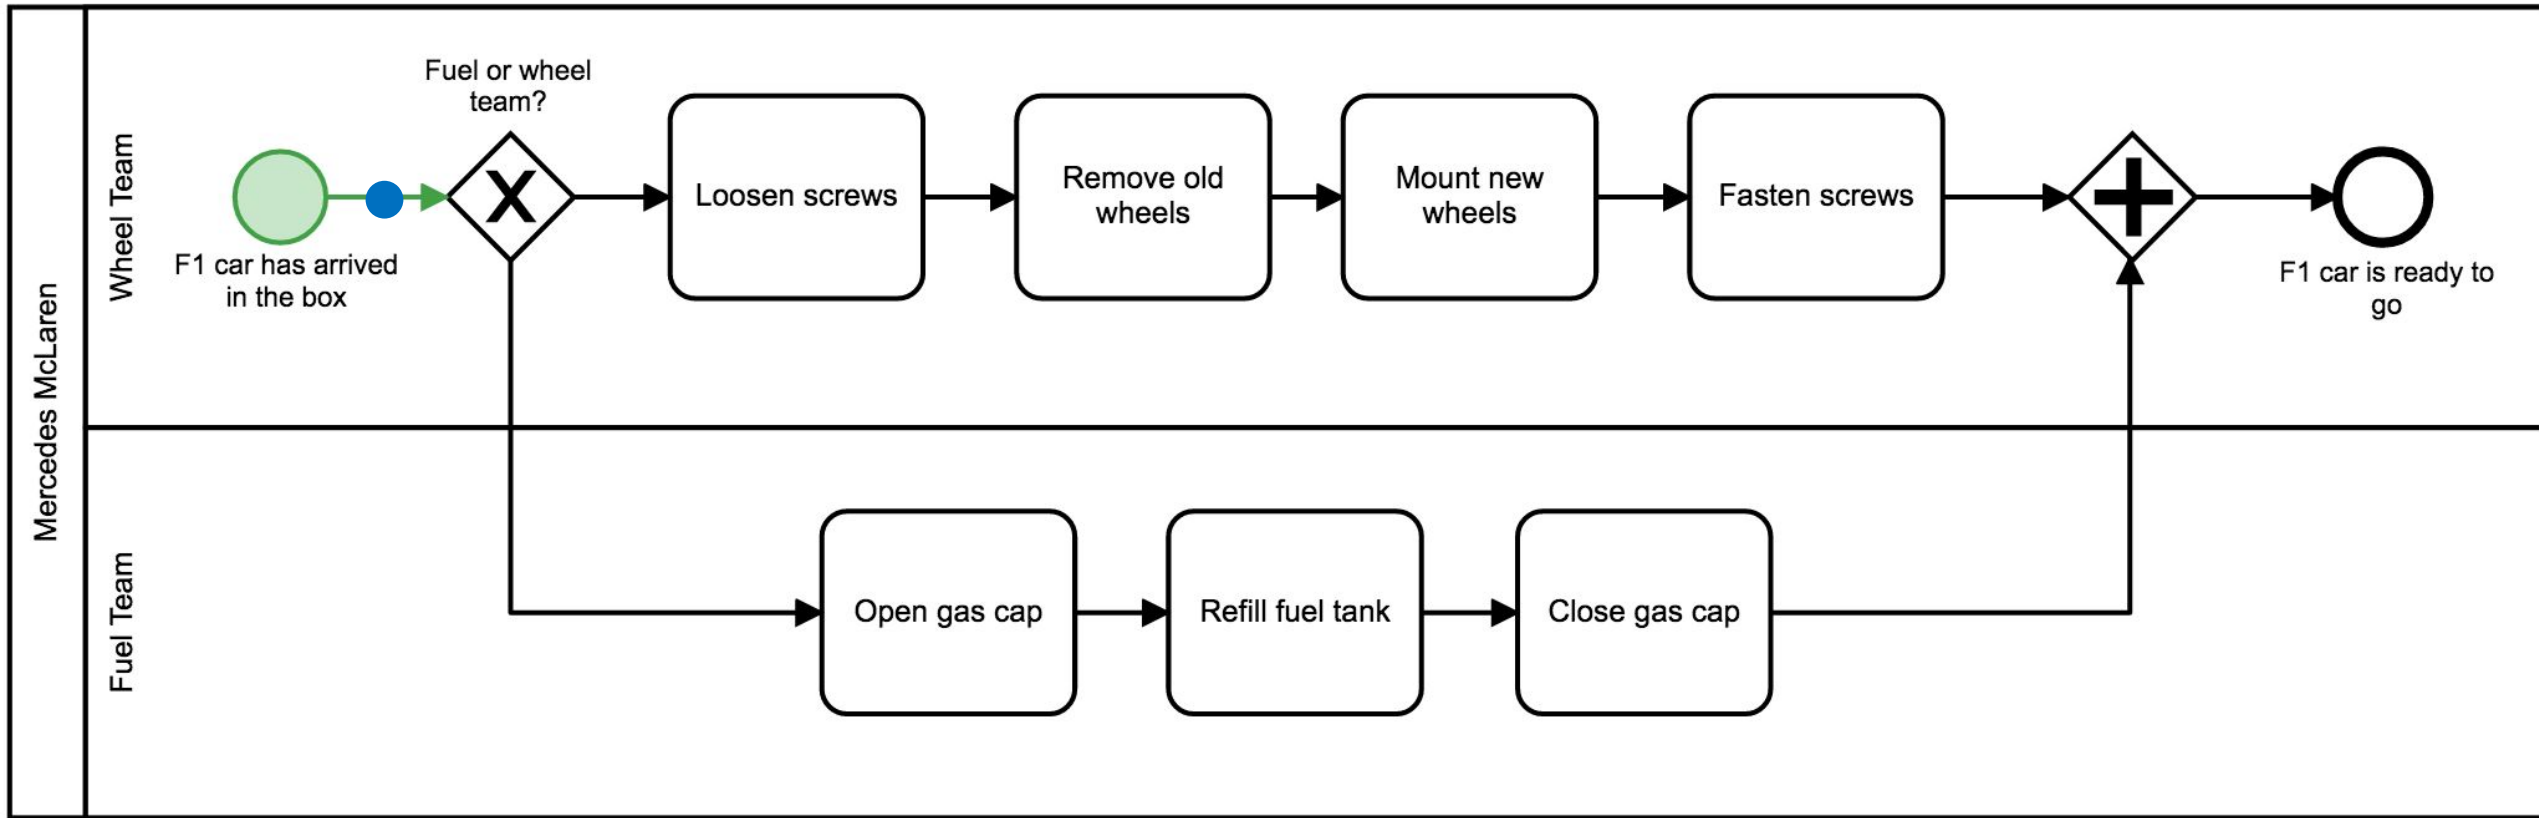 Mercedes McLaren
Wheel Team
F1 car has arrived
in the box
Fuel or wheel
team?
X
Loosen screws
Remove old
wheels
Mount new
wheels
Fasten screws
F1 car is ready to
go
Fuel Team
Open gas cap
Refill fuel tank
Close gas cap